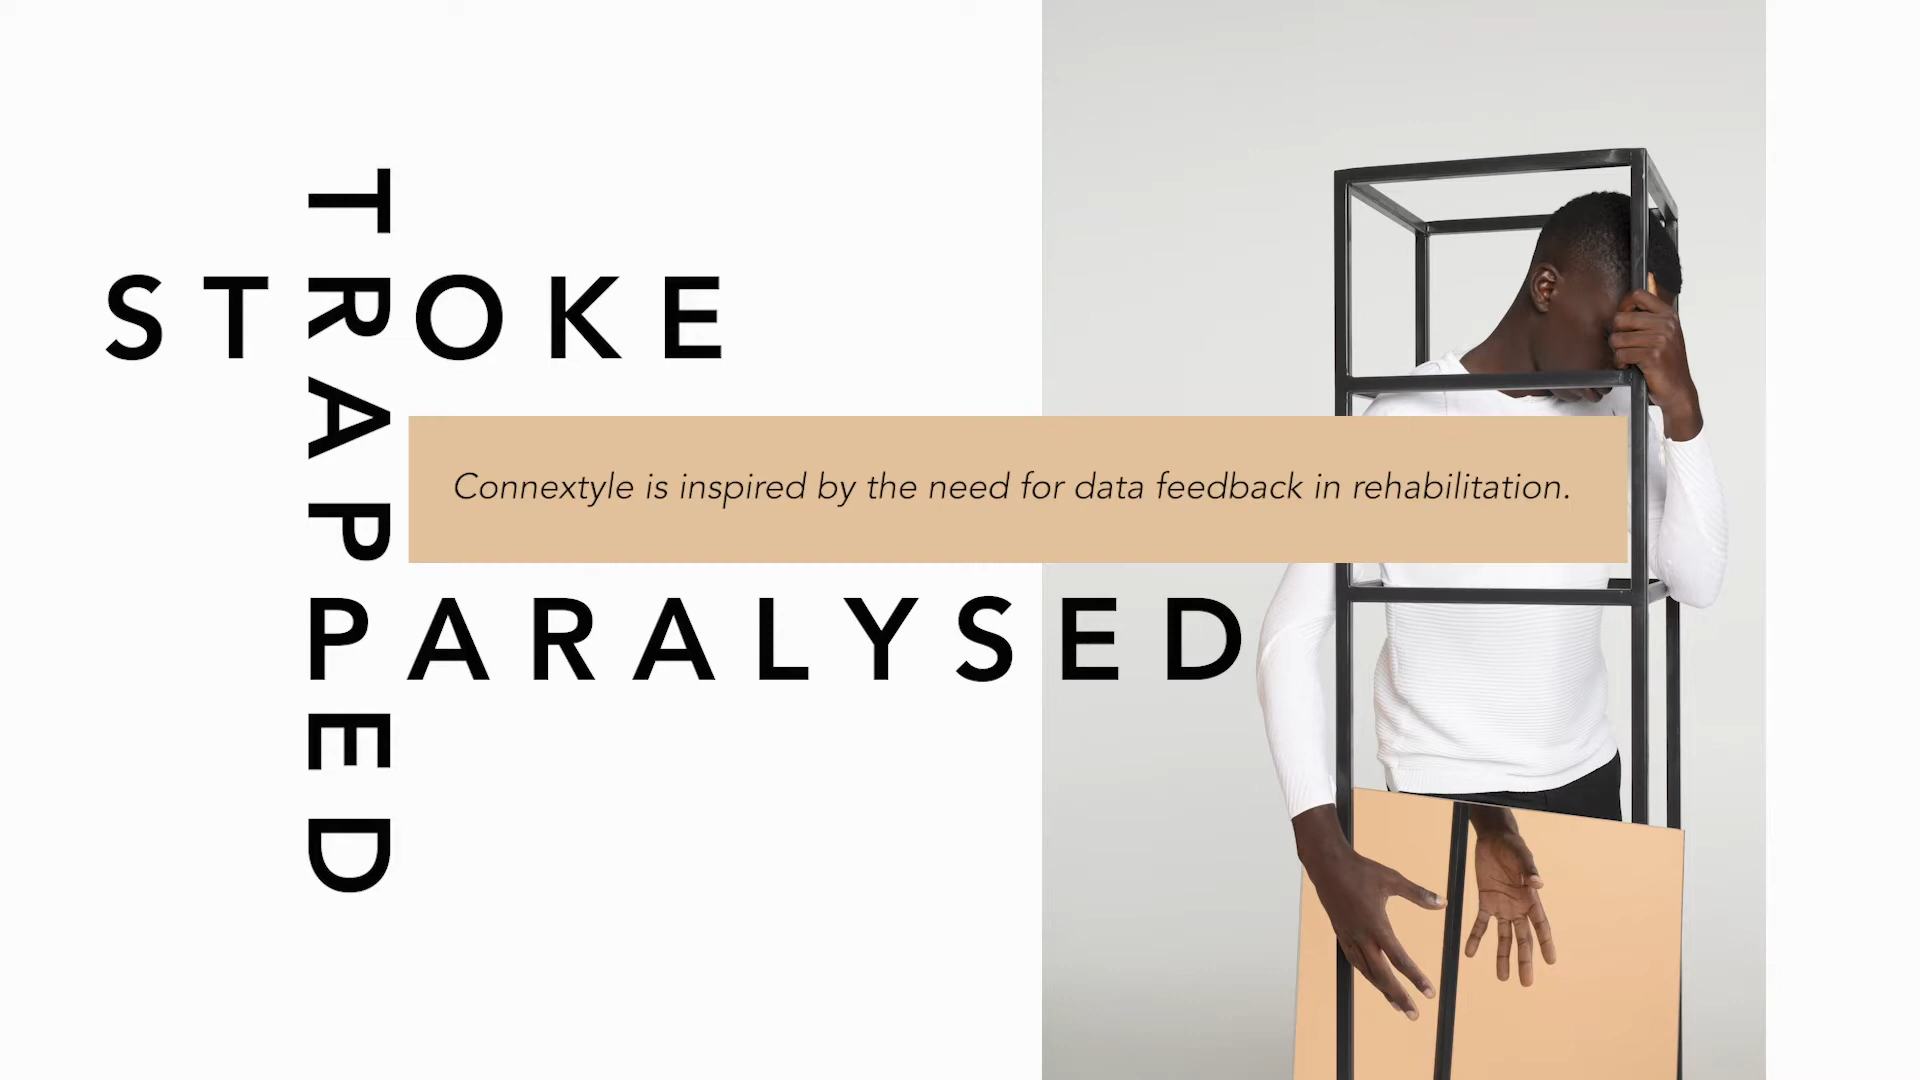 TRAPPED
STROKE
Connextyle is inspired by the need for data feedback in rehabilitation.
PARALYSED